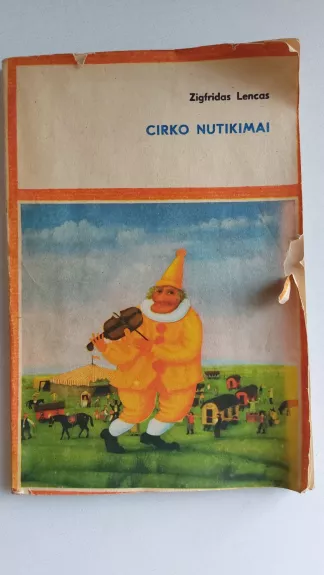 Zigfridas Lencas
CIRKO NUTIKIMAI